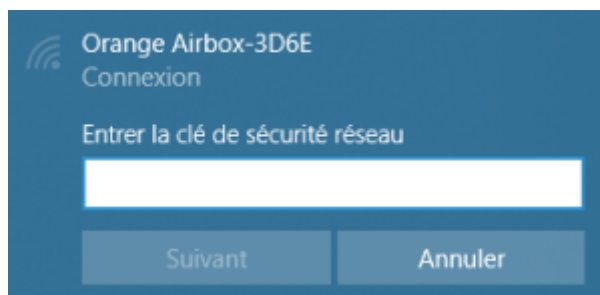 Orange Airbox-3D6E
Connexion
Entrer la clé de sécurité réseau
Suivant Annuler